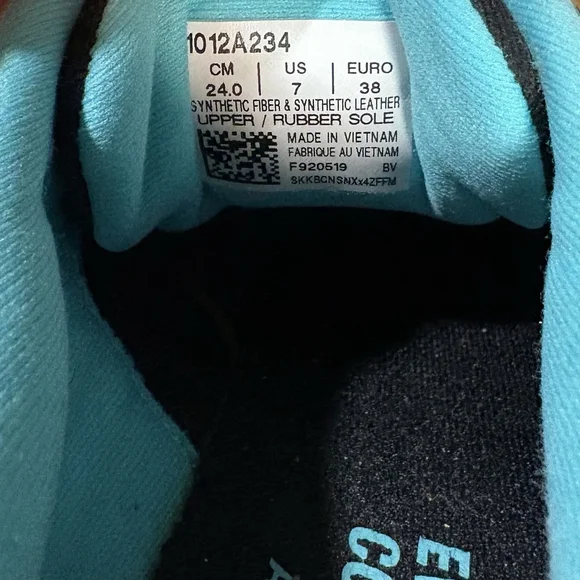 1012A234
CM | US | EURO
24.0 | 7 | 38
SYNTHETIC FIBER & SYNTHETIC LEATHER
UPPER / RUBBER SOLE
MADE IN VIETNAM
FABRIQUE AU VIETNAM
F920519 BV
SKKBCNSNXx4ZFFM